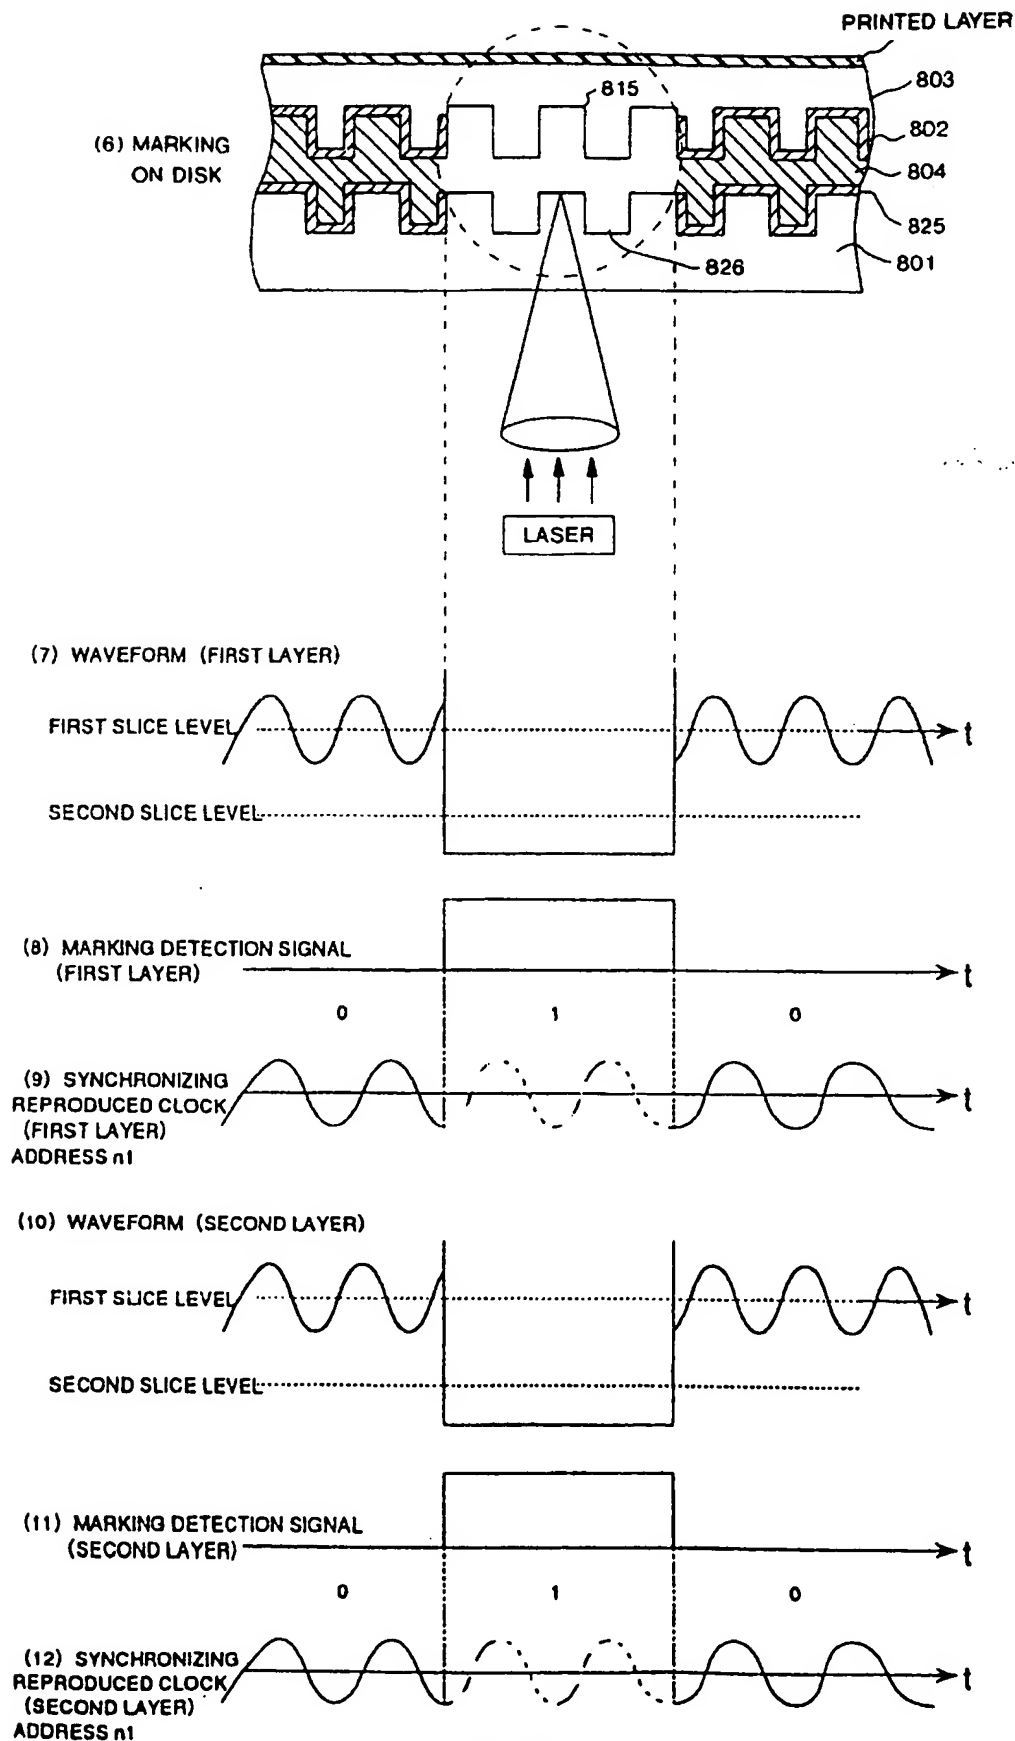 PRINTED LAYER
803
815
802
(6) MARKING
ON DISK
804
825
826
801
LASER
(7) WAVEFORM (FIRST LAYER)
FIRST SLICE LEVEL
t
SECOND SLICE LEVEL
(8) MARKING DETECTION SIGNAL
(FIRST LAYER)
t
0 1 0
(9) SYNCHRONIZING
REPRODUCED CLOCK
(FIRST LAYER)
ADDRESS n1
t
(10) WAVEFORM (SECOND LAYER)
FIRST SLICE LEVEL
t
SECOND SLICE LEVEL
(11) MARKING DETECTION SIGNAL
(SECOND LAYER)
t
0 1 0
(12) SYNCHRONIZING
REPRODUCED CLOCK
(SECOND LAYER)
ADDRESS n1
t